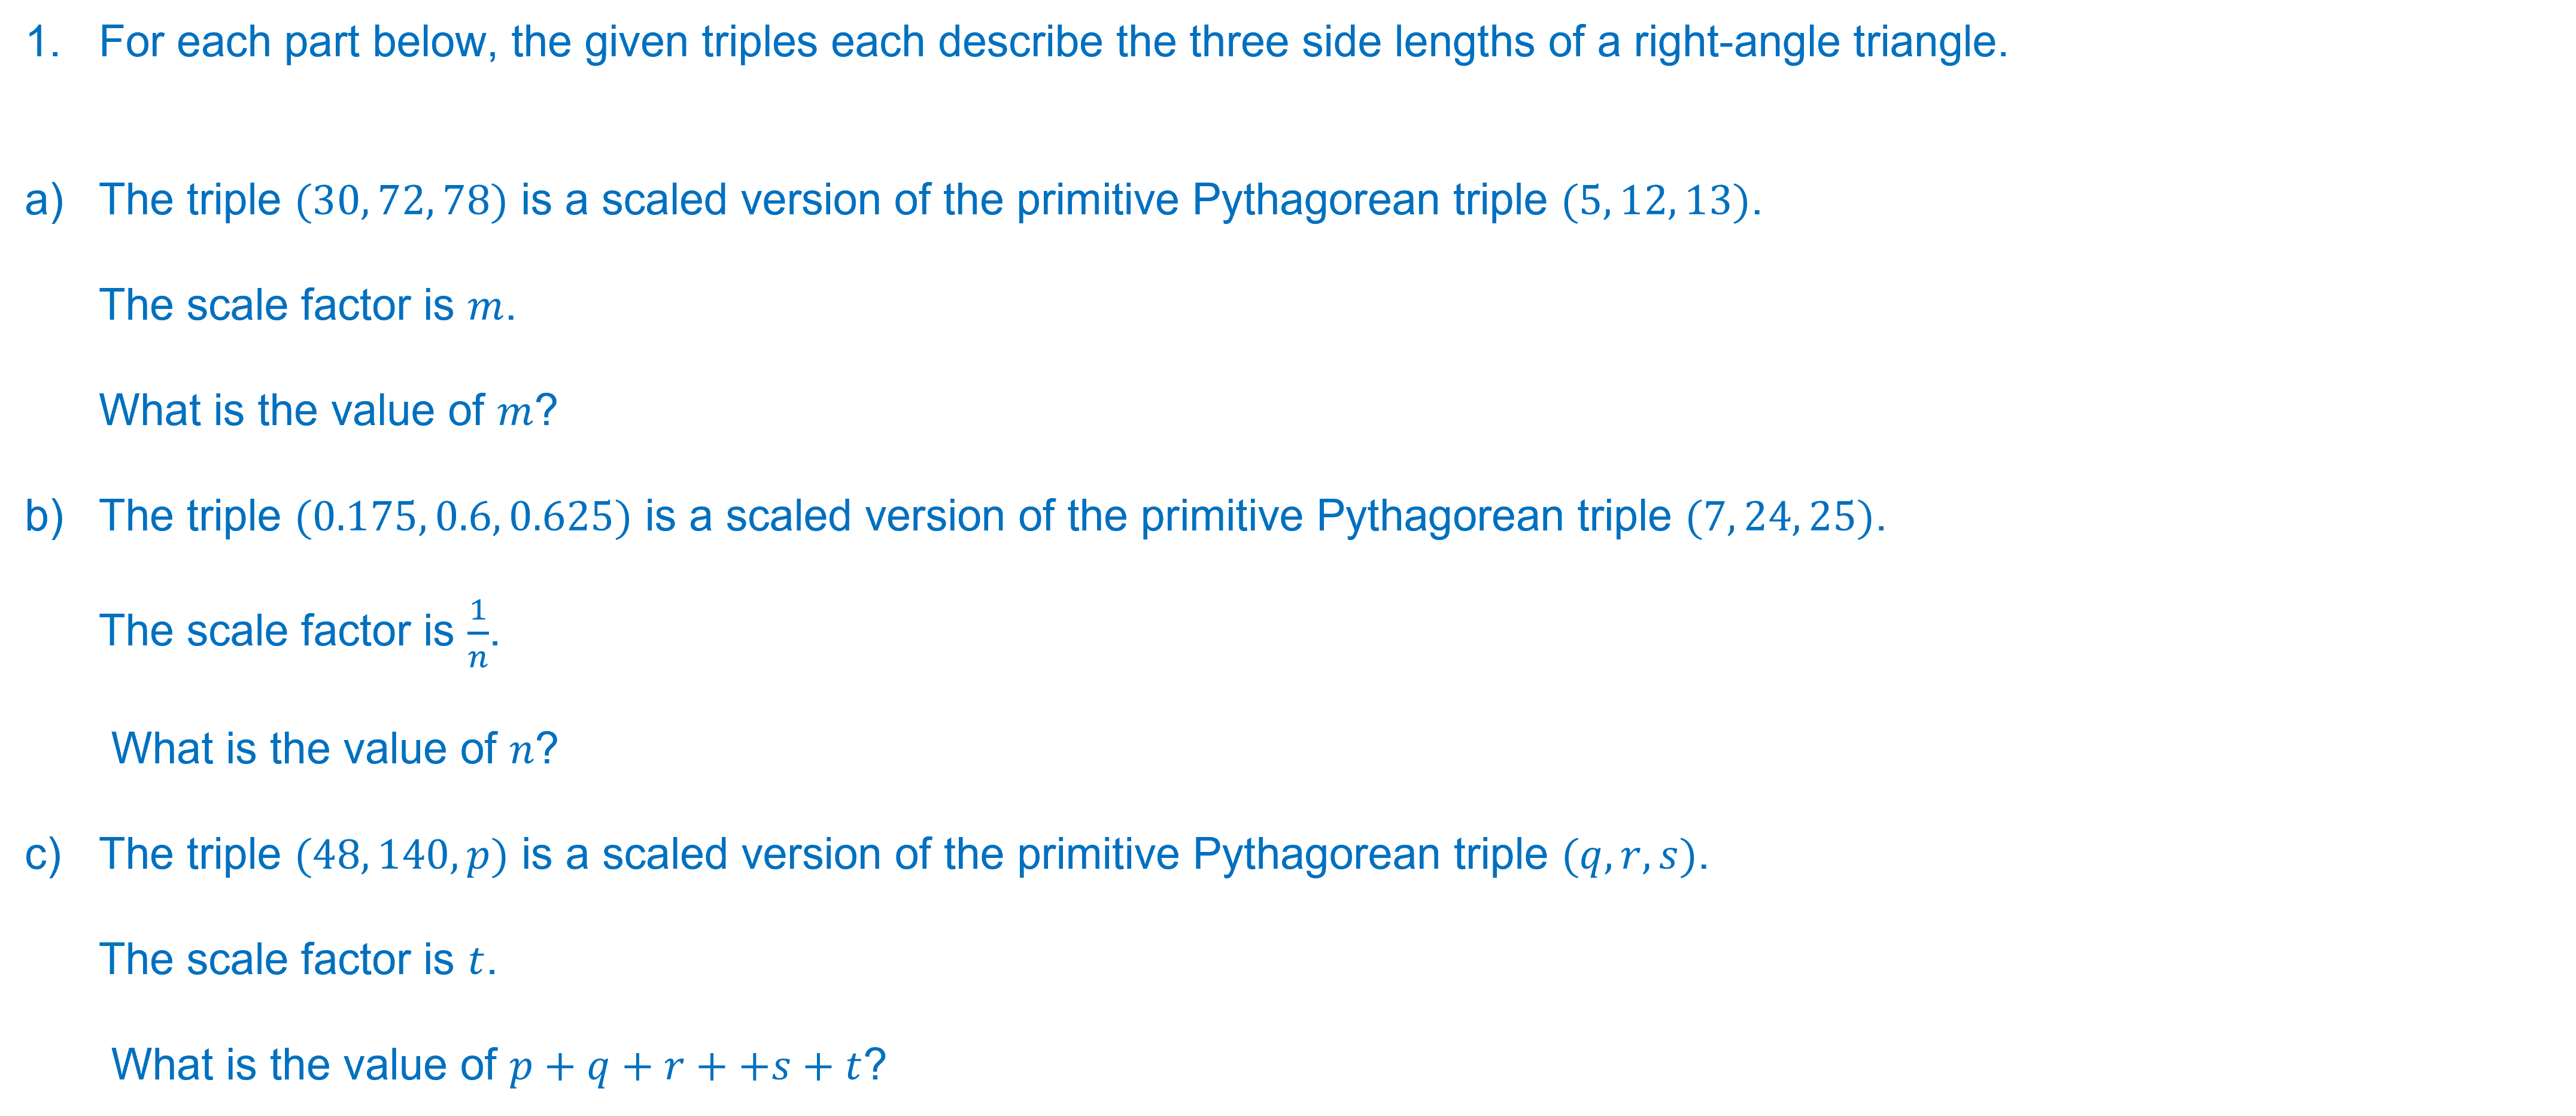 1. For each part below, the given triples each describe the three side lengths of a right-angle triangle.
a) The triple (30, 72, 78) is a scaled version of the primitive Pythagorean triple (5, 12, 13).
The scale factor is m.
What is the value of m?
b) The triple (0.175, 0.6, 0.625) is a scaled version of the primitive Pythagorean triple (7, 24, 25).
The scale factor is 1/n.
What is the value of n?
c) The triple (48, 140, p) is a scaled version of the primitive Pythagorean triple (q, r, s).
The scale factor is t.
What is the value of p + q + r + +s + t?